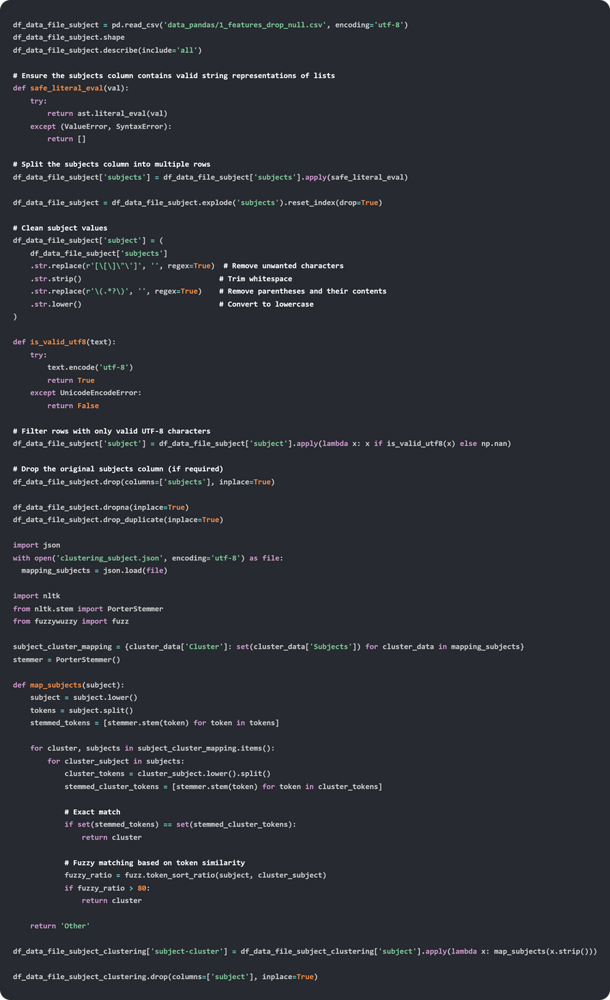 df_data_file_subject = pd.read_csv('data_pandas/1_features_drop_null.csv', encoding='utf-8')
df_data_file_subject.shape
df_data_file_subject.describe(include='all')

# Ensure the subjects column contains valid string representations of lists
def safe_literal_eval(val):
    try:
        return ast.literal_eval(val)
    except (ValueError, SyntaxError):
        return []

# Split the subjects column into multiple rows
df_data_file_subject['subjects'] = df_data_file_subject['subjects'].apply(safe_literal_eval)

df_data_file_subject = df_data_file_subject.explode('subjects').reset_index(drop=True)

# Clean subject values
df_data_file_subject['subject'] = (
    df_data_file_subject['subjects']
    .str.replace(r'[\[\]\"\']', '', regex=True)  # Remove unwanted characters
    .str.strip()                                # Trim whitespace
    .str.replace(r'\(.*?\)', '', regex=True)    # Remove parentheses and their contents
    .str.lower()                                # Convert to lowercase
)

def is_valid_utf8(text):
    try:
        text.encode('utf-8')
        return True
    except UnicodeEncodeError:
        return False

# Filter rows with only valid UTF-8 characters
df_data_file_subject['subject'] = df_data_file_subject['subject'].apply(lambda x: x if is_valid_utf8(x) else np.nan)

# Drop the original subjects column (if required)
df_data_file_subject.drop(columns=['subjects'], inplace=True)

df_data_file_subject.dropna(inplace=True)
df_data_file_subject.drop_duplicate(inplace=True)

import json
with open('clustering_subject.json', encoding='utf-8') as file:
  mapping_subjects = json.load(file)

import nltk
from nltk.stem import PorterStemmer
from fuzzywuzzy import fuzz

subject_cluster_mapping = {cluster_data['Cluster']: set(cluster_data['Subjects']) for cluster_data in mapping_subjects}
stemmer = PorterStemmer()

def map_subjects(subject):
    subject = subject.lower()
    tokens = subject.split()
    stemmed_tokens = [stemmer.stem(token) for token in tokens]

    for cluster, subjects in subject_cluster_mapping.items():
        for cluster_subject in subjects:
            cluster_tokens = cluster_subject.lower().split()
            stemmed_cluster_tokens = [stemmer.stem(token) for token in cluster_tokens]

            # Exact match
            if set(stemmed_tokens) == set(stemmed_cluster_tokens):
                return cluster

            # Fuzzy matching based on token similarity
            fuzzy_ratio = fuzz.token_sort_ratio(subject, cluster_subject)
            if fuzzy_ratio > 80:
                return cluster

    return 'Other'

df_data_file_subject_clustering['subject-cluster'] = df_data_file_subject_clustering['subject'].apply(lambda x: map_subjects(x.strip()))

df_data_file_subject_clustering.drop(columns=['subject'], inplace=True)